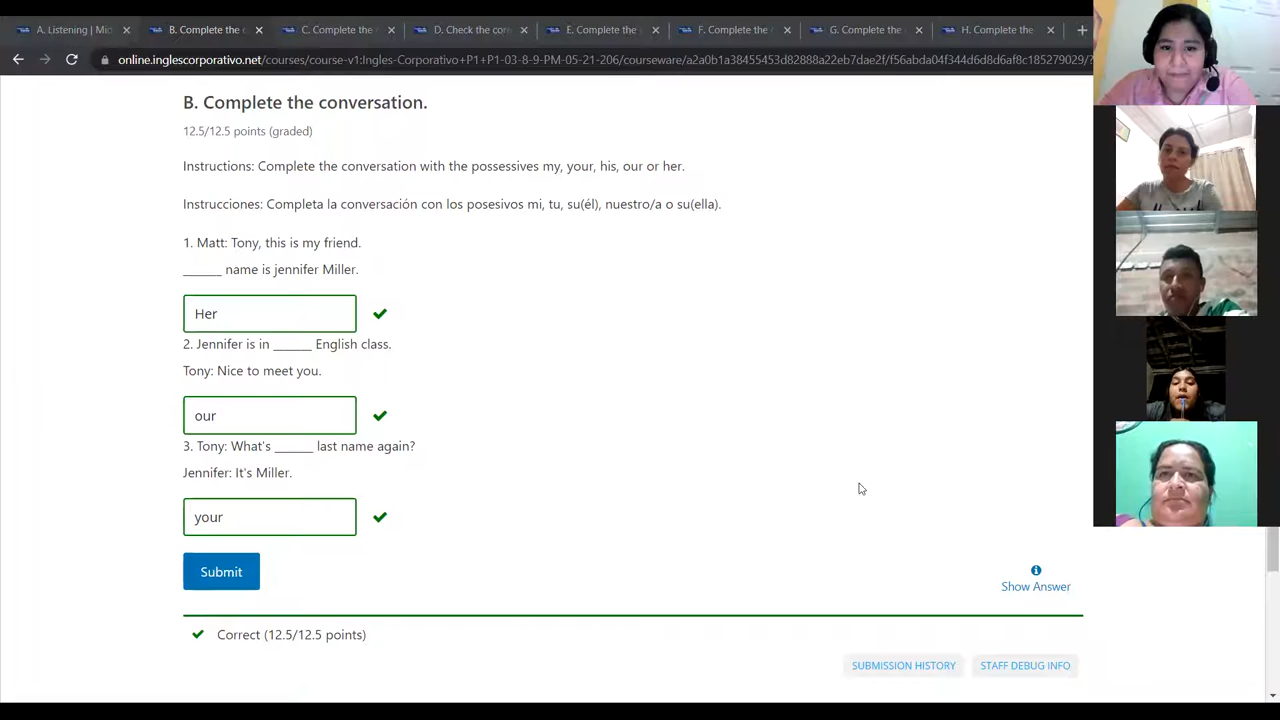 A. Listening | Mic
B. Complete the c
C. Complete the
D. Check the cor
E. Complete the
F. Complete the
G. Complete the
H. Complete the
online.inglescorporativo.net/courses/course-v1:Ingles-Corporativo+P1+P1-03-8-9-PM-05-21-206/courseware/a2a0b1a38455453d82888a22eb7dae2f/f56abda04f344d6d8d6af8c185279029/?
B. Complete the conversation.
12.5/12.5 points (graded)
Instructions: Complete the conversation with the possessives my, your, his, our or her.
Instrucciones: Completa la conversación con los posesivos mi, tu, su(él), nuestro/a o su(ella).
1. Matt: Tony, this is my friend.
______ name is jennifer Miller.
Her
2. Jennifer is in ______ English class.
Tony: Nice to meet you.
our
3. Tony: What's ______ last name again?
Jennifer: It's Miller.
your
Submit
Show Answer
Correct (12.5/12.5 points)
SUBMISSION HISTORY
STAFF DEBUG INFO